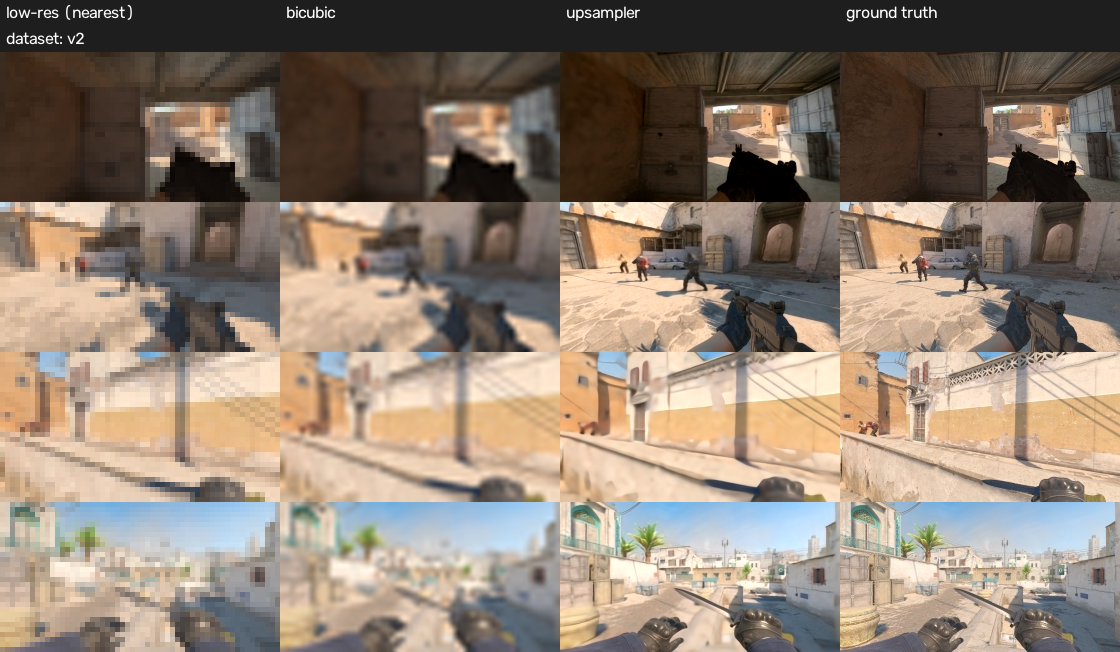 low-res (nearest)
bicubic
upsampler
ground truth
dataset: v2